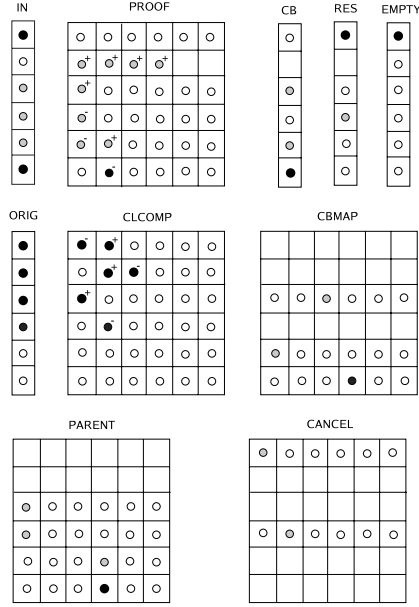 IN PROOF CB RES EMPTY
+ + + +
+
-
- +
-
ORIG CLCOMP CBMAP
- +
+ -
+
-
PARENT CANCEL